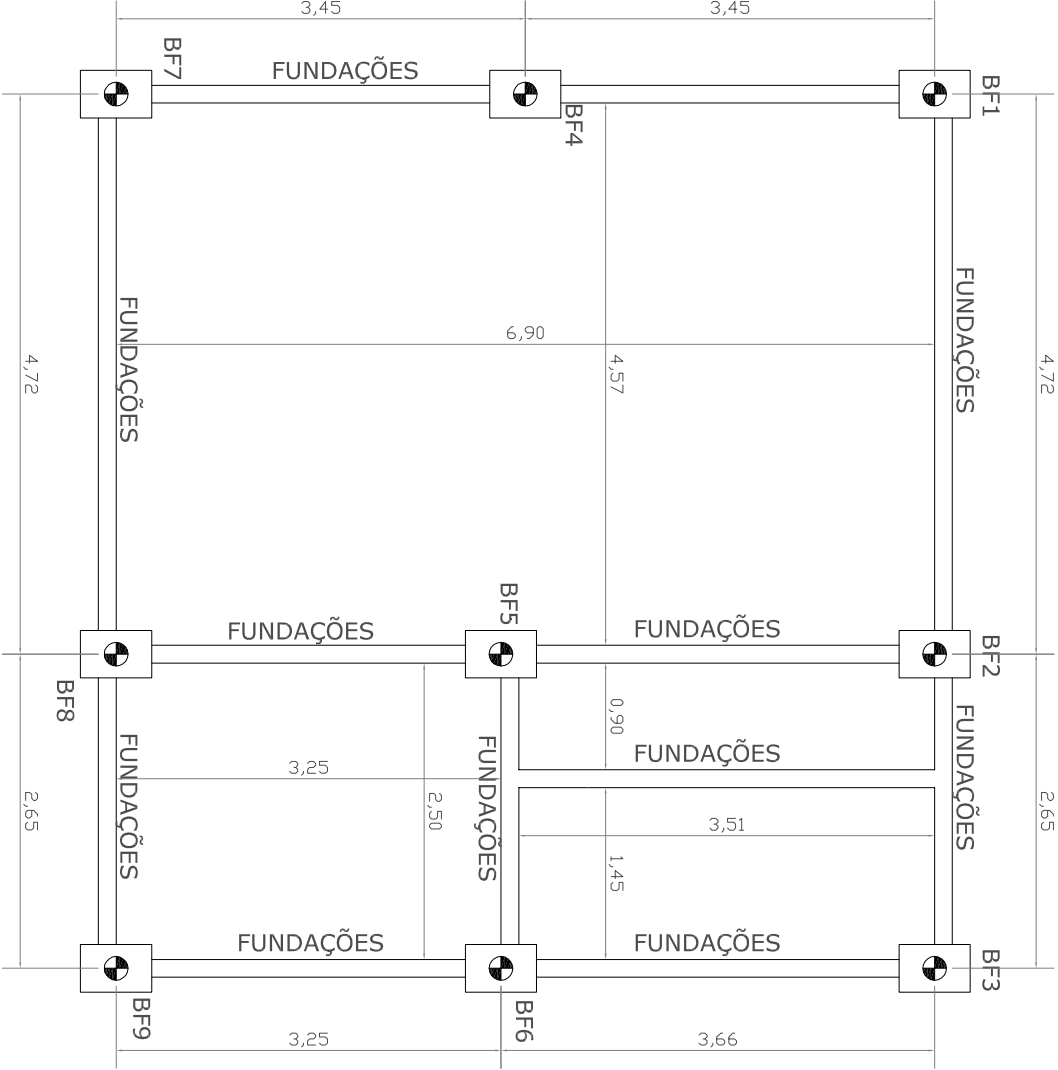 3,45
3,45
BF7
FUNDAÇÕES
BF1
BF4
FUNDAÇÕES
FUNDAÇÕES
6,90
4,72
4,57
4,72
BF5
FUNDAÇÕES
FUNDAÇÕES
BF2
BF8
0,90
FUNDAÇÕES
FUNDAÇÕES
FUNDAÇÕES
FUNDAÇÕES
3,25
2,65
2,50
3,51
2,65
1,45
FUNDAÇÕES
FUNDAÇÕES
BF3
BF9
BF6
3,25
3,66